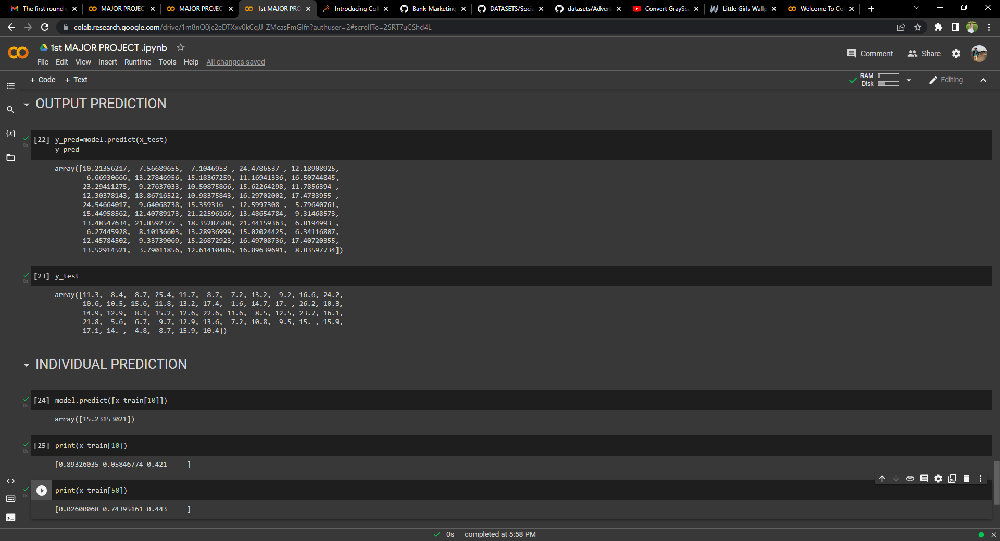 The first round c
MAJOR PROJEC
MAJOR PROJEC
1st MAJOR PRO
Introducing Coll
Bank-Marketing
DATASETS/Socia
datasets/Advert
Convert GraySca
Little Girls Wallp
Welcome To Col
colab.research.google.com/drive/1m8nQ0jc2eDTXxv0kCqJJ-ZMcasFmGlfn?authuser=2#scrollTo=2SRT7uCShd4L
1st MAJOR PROJECT .ipynb
Comment
Share
File Edit View Insert Runtime Tools Help All changes saved
+ Code + Text
RAM
Disk
Editing
OUTPUT PREDICTION
[22] y_pred=model.predict(x_test)
y_pred
0s
array([10.21356217,  7.56689655,  7.1046953 , 24.4786537 , 12.18908925,
6.66930666, 13.27846956, 15.18367259, 11.16941336, 16.50744845,
23.29411275,  9.27637033, 10.50875866, 15.62264298, 11.7856394 ,
12.30378143, 18.86716522, 10.98375843, 16.29702002, 17.4733955 ,
24.54664017,  9.64068738, 15.359316  , 12.5997308 ,  5.79640761,
15.44958562, 12.40789173, 21.22596166, 13.48654784,  9.31468573,
13.48547634, 21.8592375 , 18.35287588, 21.44159363,  6.8194993 ,
6.27445928,  8.10136603, 13.28936999, 15.02024425,  6.34116807,
12.45784502,  9.33739069, 15.26872923, 16.49708736, 17.40720355,
13.52914521,  3.79011856, 12.61410406, 16.09639691,  8.83597734])
[23] y_test
0s
array([11.3,  8.4,  8.7, 25.4, 11.7,  8.7,  7.2, 13.2,  9.2, 16.6, 24.2,
10.6, 10.5, 15.6, 11.8, 13.2, 17.4,  1.6, 14.7, 17. , 26.2, 10.3,
14.9, 12.9,  8.1, 15.2, 12.6, 22.6, 11.6,  8.5, 12.5, 23.7, 16.1,
21.8,  5.6,  6.7,  9.7, 12.9, 13.6,  7.2, 10.8,  9.5, 15. , 15.9,
17.1, 14. ,  4.8,  8.7, 15.9, 10.4])
INDIVIDUAL PREDICTION
[24] model.predict([x_train[10]])
0s
array([15.23153021])
[25] print(x_train[10])
0s
[0.89326035 0.05846774 0.421     ]
print(x_train[50])
0s
[0.02600068 0.74395161 0.443     ]
0s completed at 5:58 PM